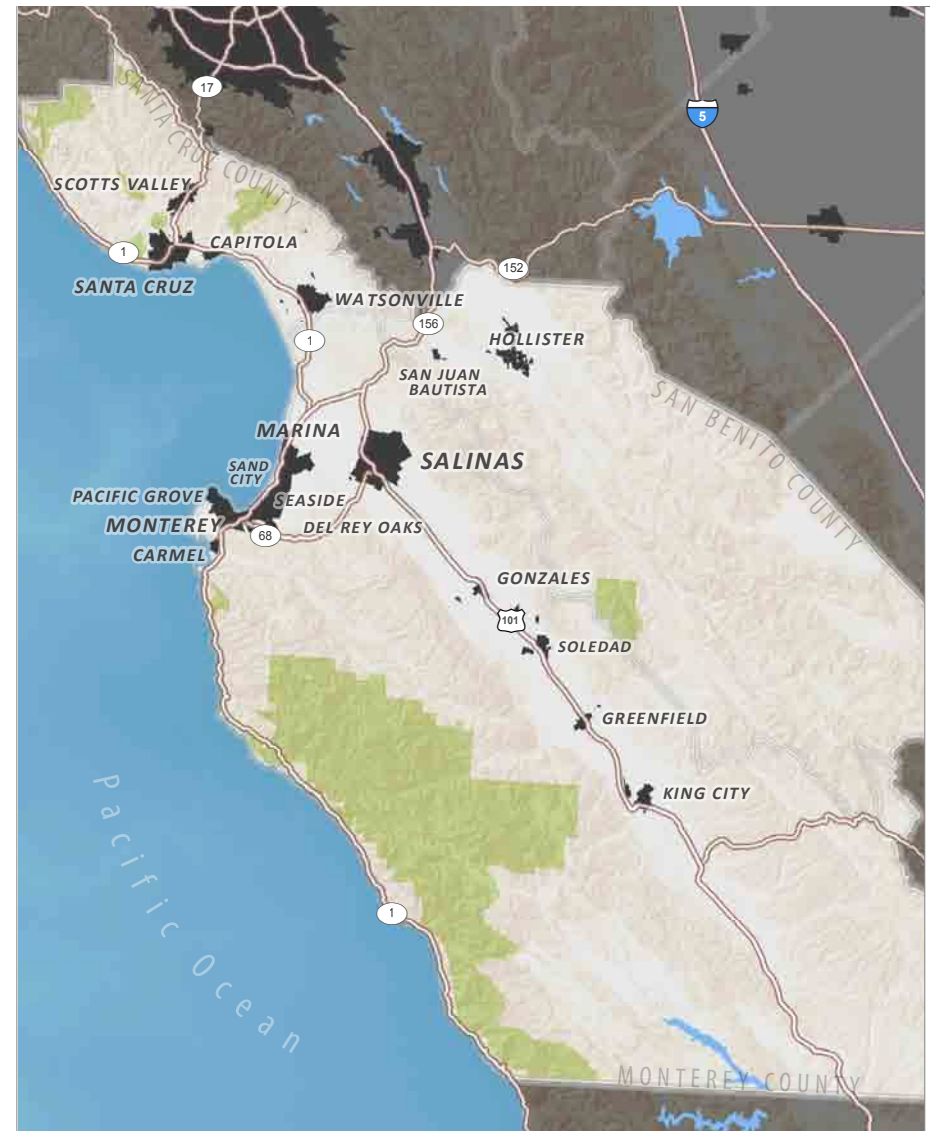 17
5
SANTA CRUZ COUNTY
SCOTTS VALLEY
CAPITOLA
1
SANTA CRUZ
152
WATSONVILLE
156
1
HOLLISTER
SAN JUAN
BAUTISTA
SAN BENITO COUNTY
MARINA
SALINAS
SAND
CITY
PACIFIC GROVE
SEASIDE
MONTEREY
DEL REY OAKS
68
CARMEL
GONZALES
101
SOLEDAD
GREENFIELD
KING CITY
Pacific Ocean
1
MONTEREY COUNTY